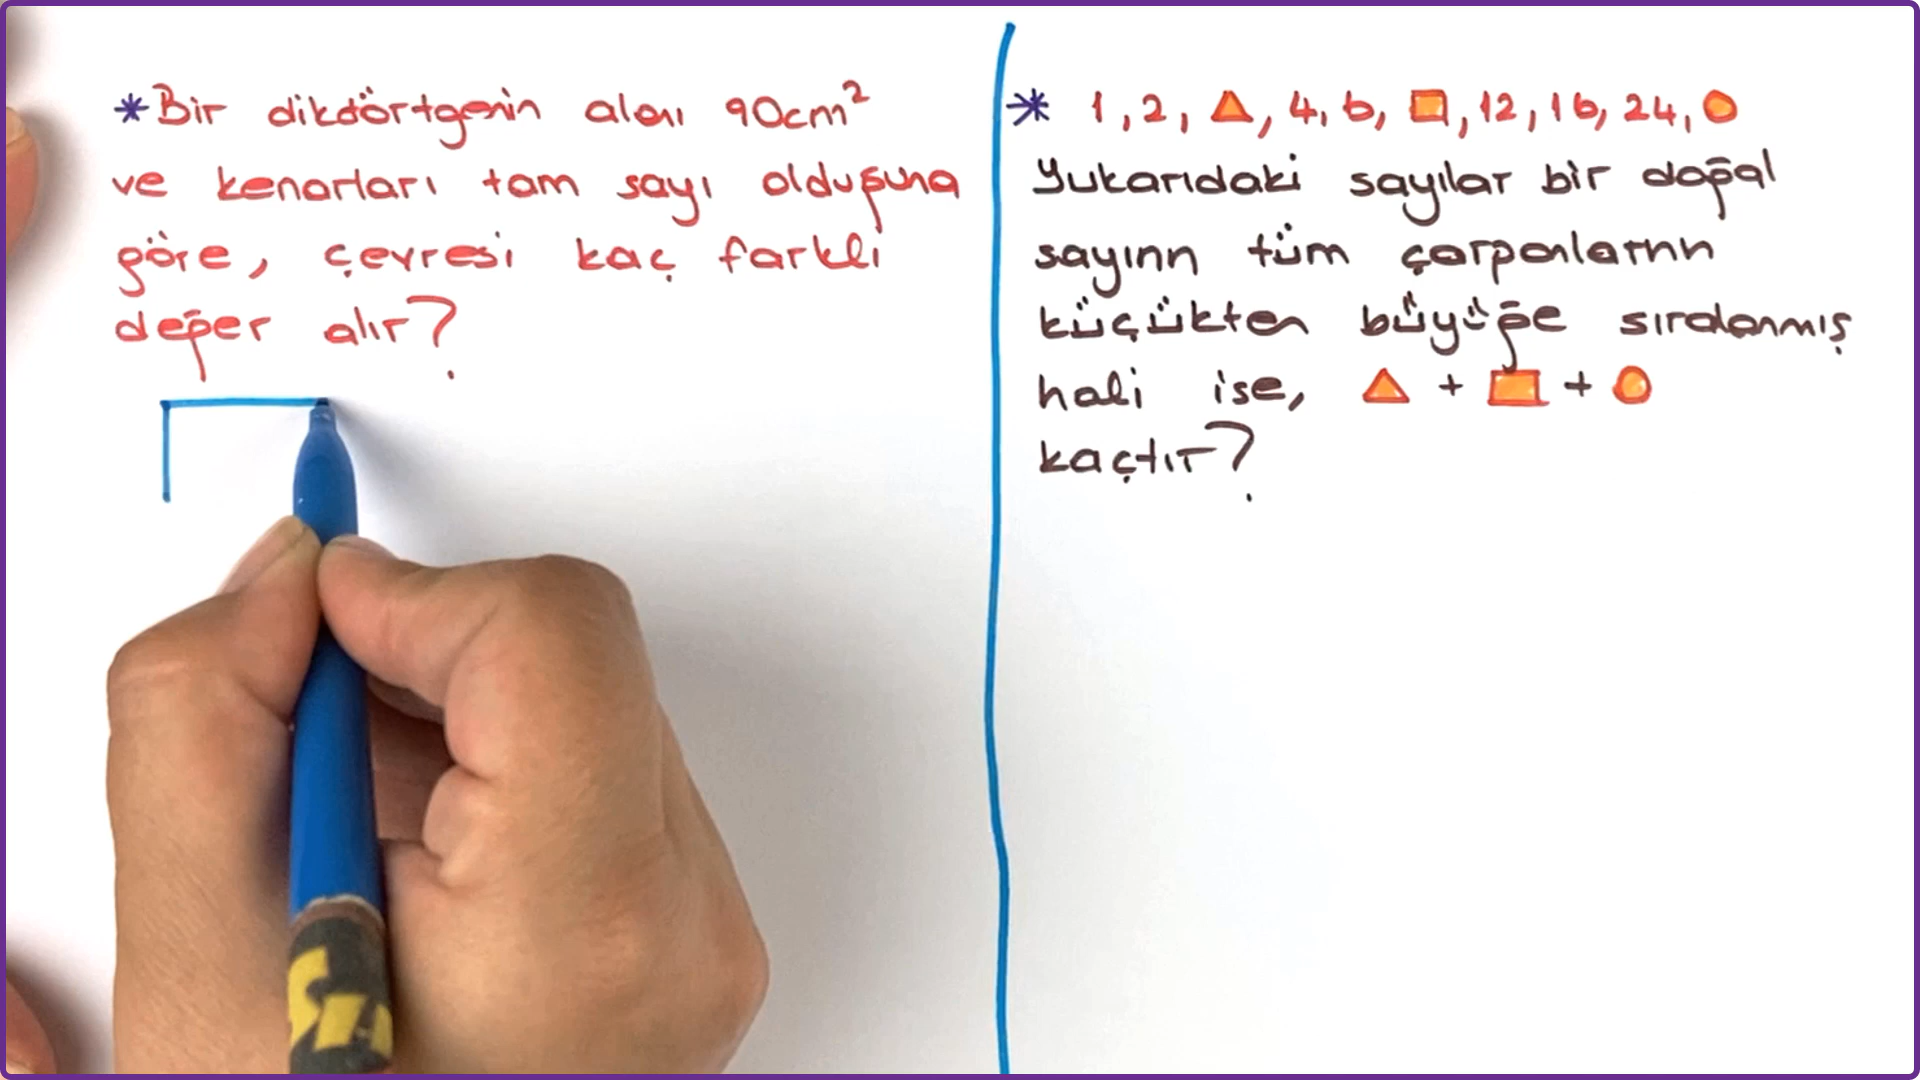 *Bir dikdörtgenin alanı 90cm²
ve kenarları tam sayı olduğuna
göre, çevresi kaç farklı
değer alır?
* 1, 2, △, 4, 6, □, 12, 16, 24, ○
Yukarıdaki sayılar bir doğal
sayının tüm çarpanlarının
küçükten büyüğe sıralanmış
hali ise, △ + □ + ○
kaçtır?